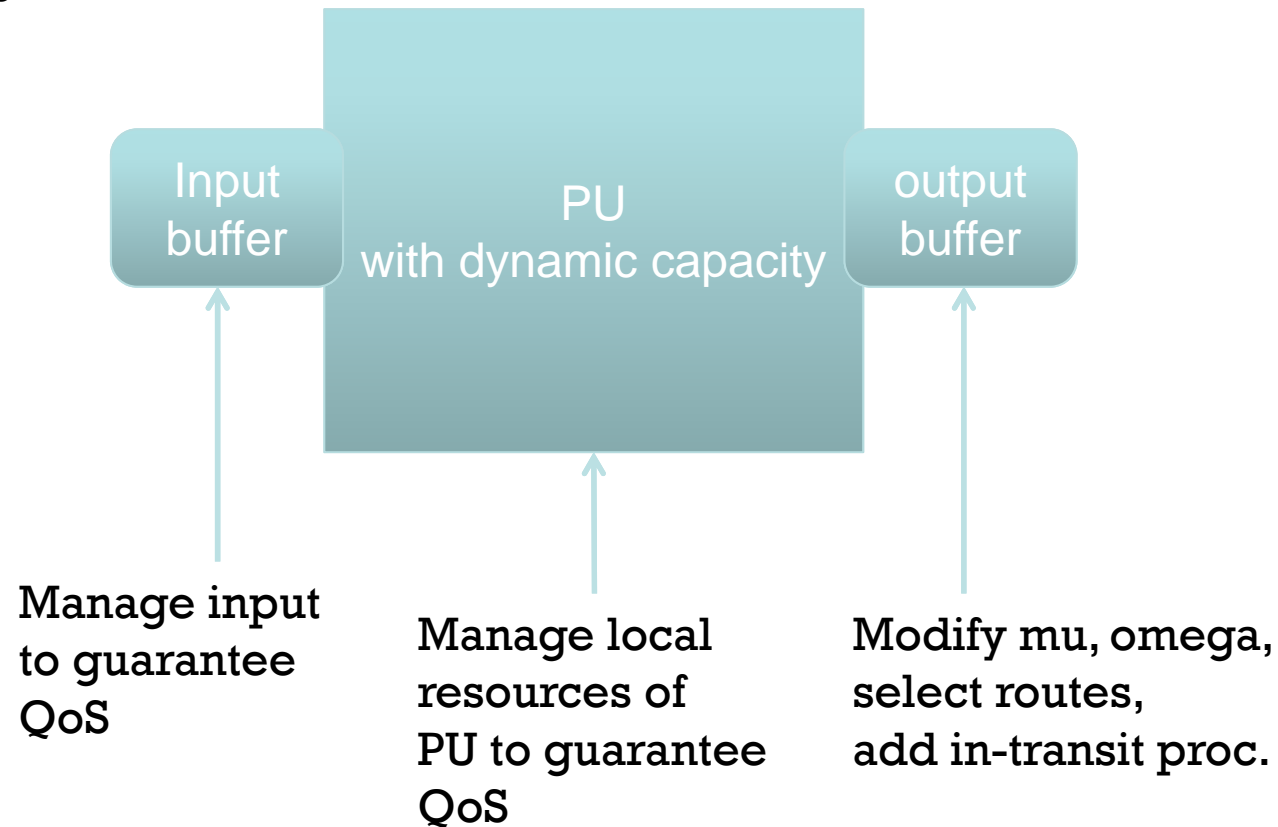 Input
buffer
PU
with dynamic capacity
output
buffer
Manage input
to guarantee
QoS
Manage local
resources of
PU to guarantee
QoS
Modify mu, omega,
select routes,
add in-transit proc.